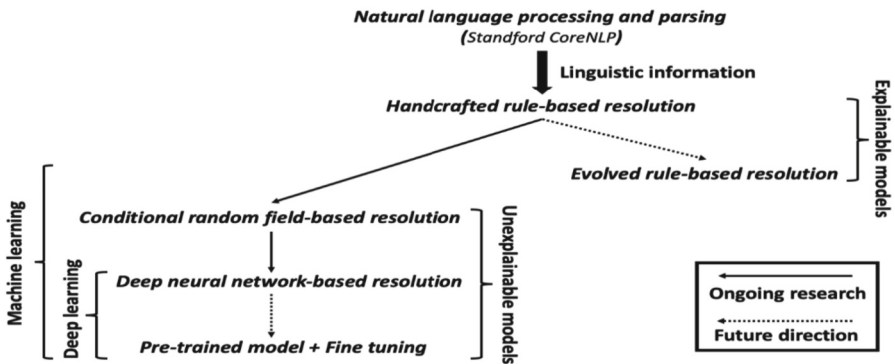 Natural language processing and parsing
(Standford CoreNLP)
Linguistic information
Handcrafted rule-based resolution
Evolved rule-based resolution
Explainable models
Conditional random field-based resolution
Deep neural network-based resolution
Pre-trained model + Fine tuning
Machine learning
Deep learning
Unexplainable models
Ongoing research
Future direction